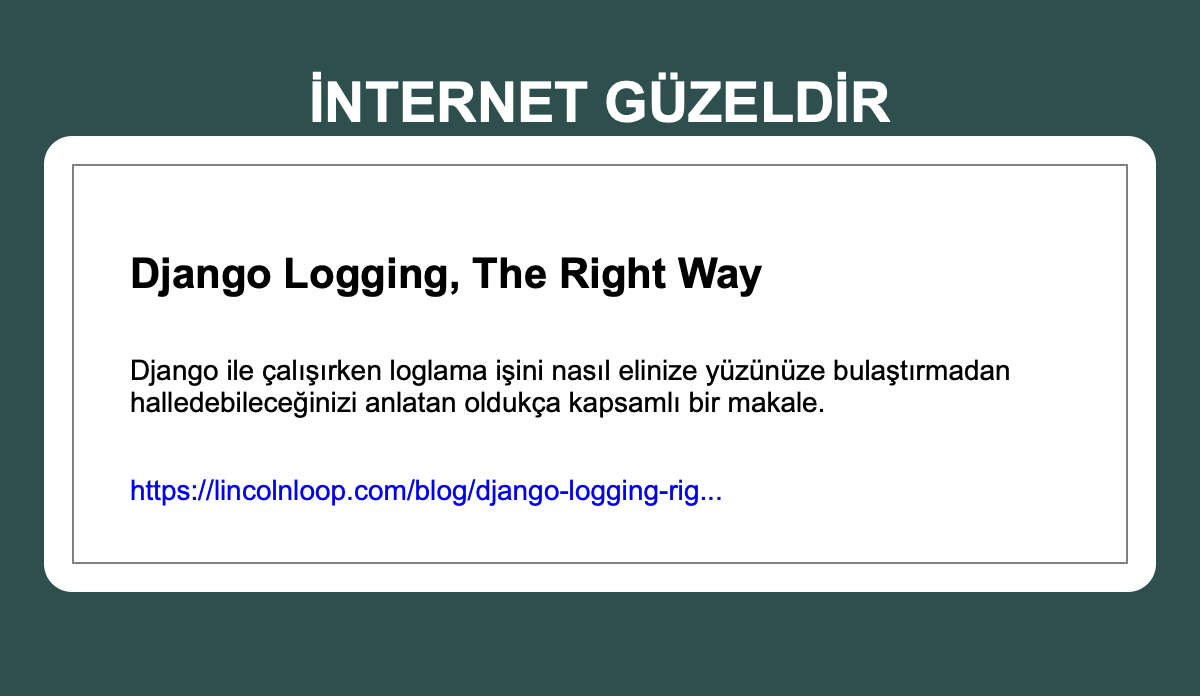 İNTERNET GÜZELDİR
Django Logging, The Right Way
Django ile çalışırken loglama işini nasıl elinize yüzünüze bulaştırmadan
halledebileceğinizi anlatan oldukça kapsamlı bir makale.
https://lincolnloop.com/blog/django-logging-rig...